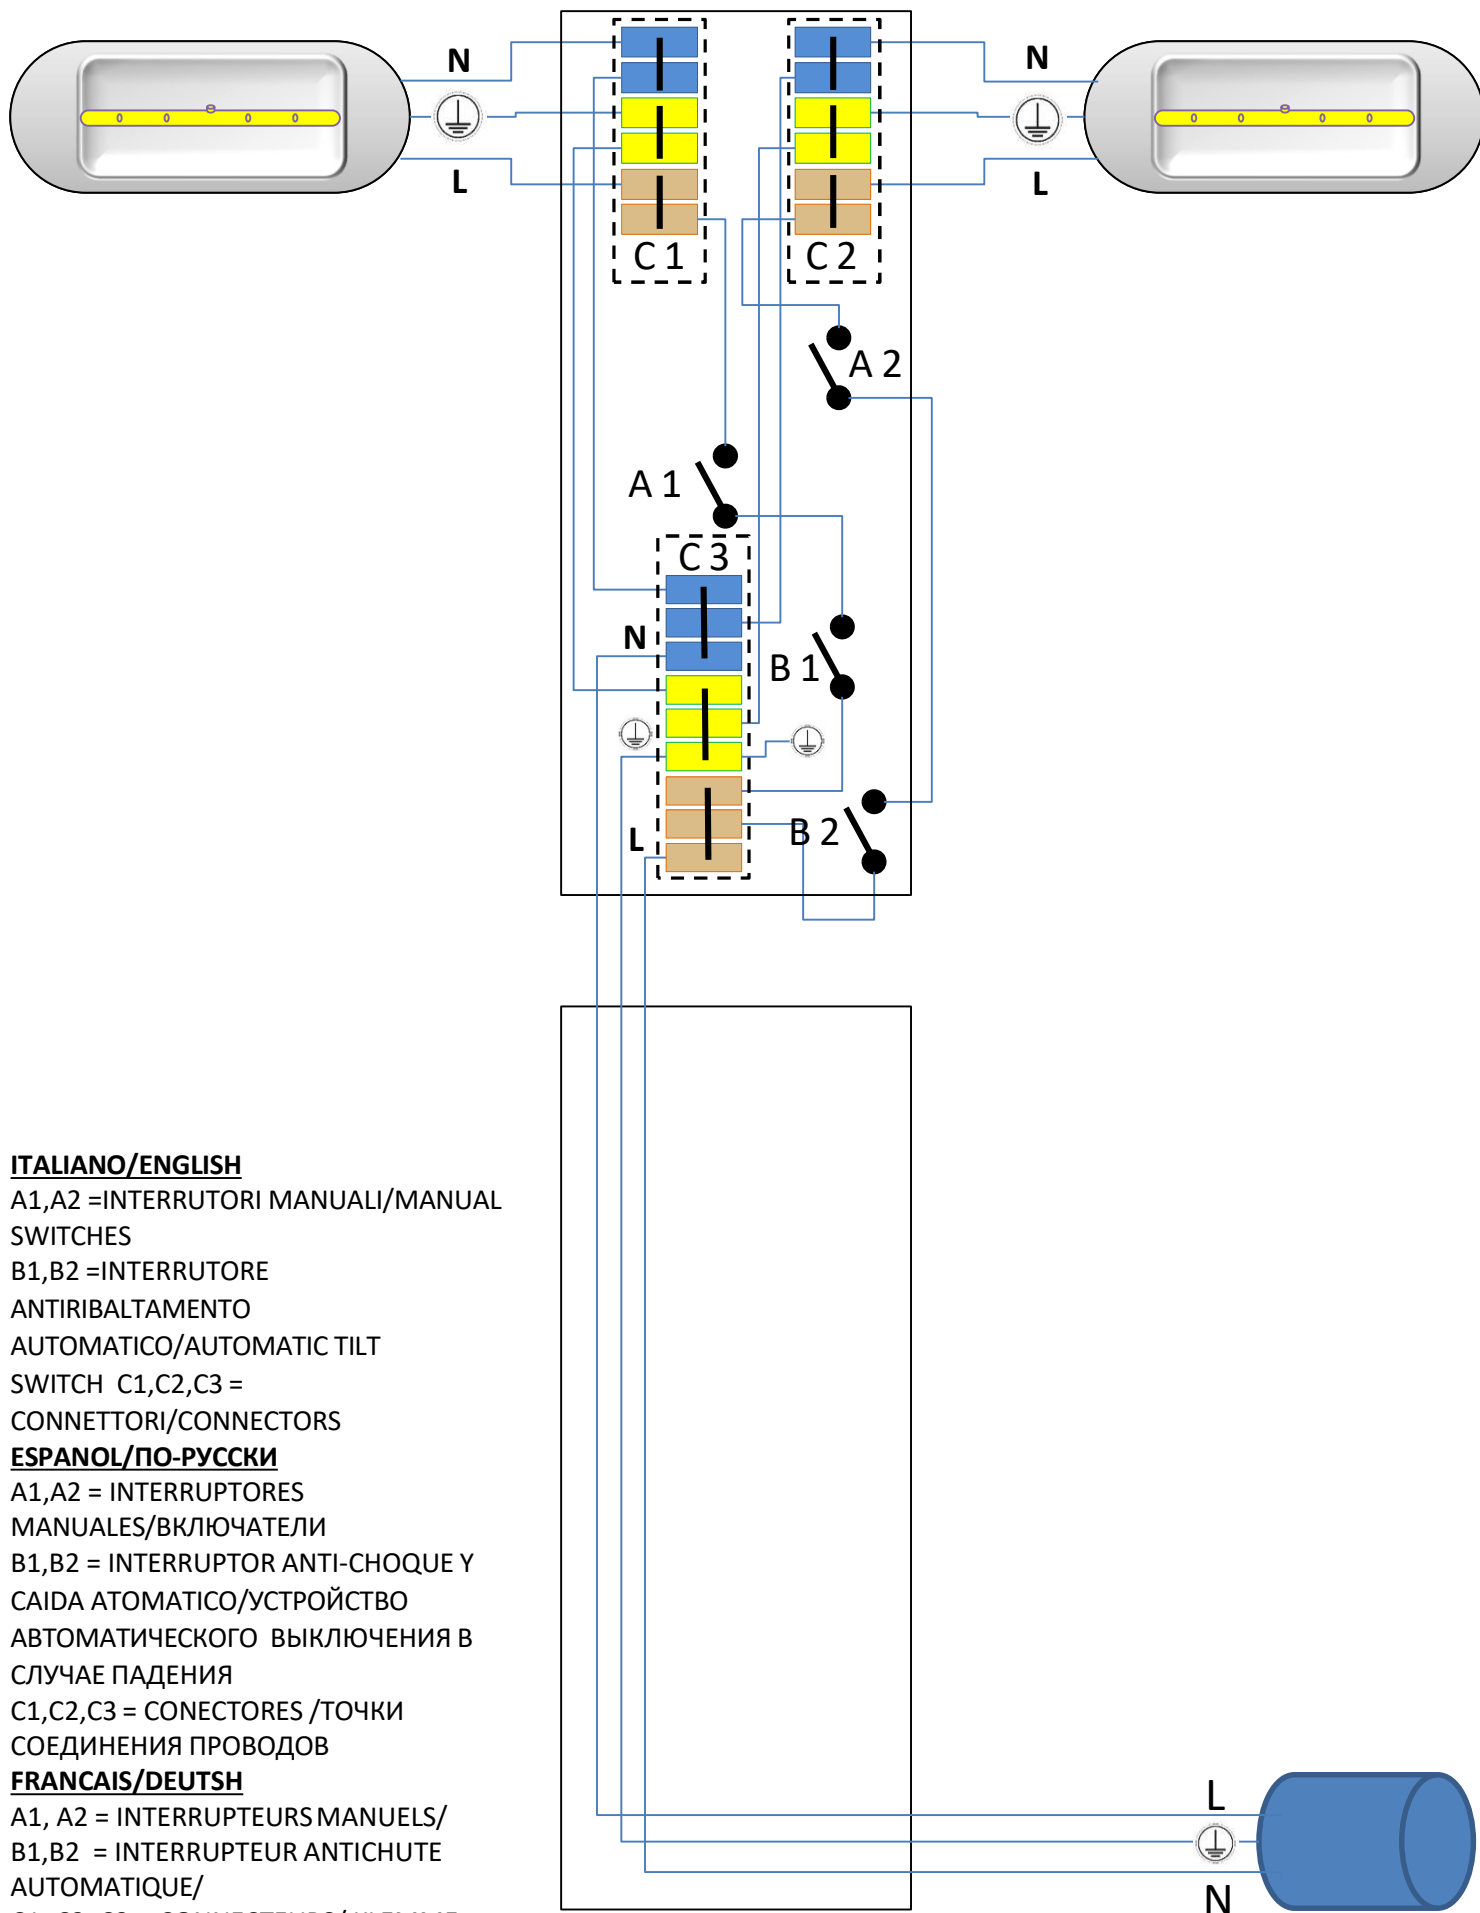 N
N
L
L
C 1
C 2
A 2
A 1
C 3
N
B 1
L
B 2
ITALIANO/ENGLISH
A1,A2 =INTERRUTORI MANUALI/MANUAL
SWITCHES
B1,B2 =INTERRUTORE
ANTIRIBALTAMENTO
AUTOMATICO/AUTOMATIC TILT
SWITCH C1,C2,C3 =
CONNETTORI/CONNECTORS
ESPANOL/ПО-РУССКИ
A1,A2 = INTERRUPTORES
MANUALES/ВКЛЮЧАТЕЛИ
B1,B2 = INTERRUPTOR ANTI-CHOQUE Y
CAIDA ATOMATICO/УСТРОЙСТВО
АВТОМАТИЧЕСКОГО ВЫКЛЮЧЕНИЯ В
СЛУЧАЕ ПАДЕНИЯ
C1,C2,C3 = CONECTORES /ТОЧКИ
СОЕДИНЕНИЯ ПРОВОДОВ
FRANCAIS/DEUTSH
A1, A2 = INTERRUPTEURS MANUELS/
B1,B2 = INTERRUPTEUR ANTICHUTE
AUTOMATIQUE/
L
N